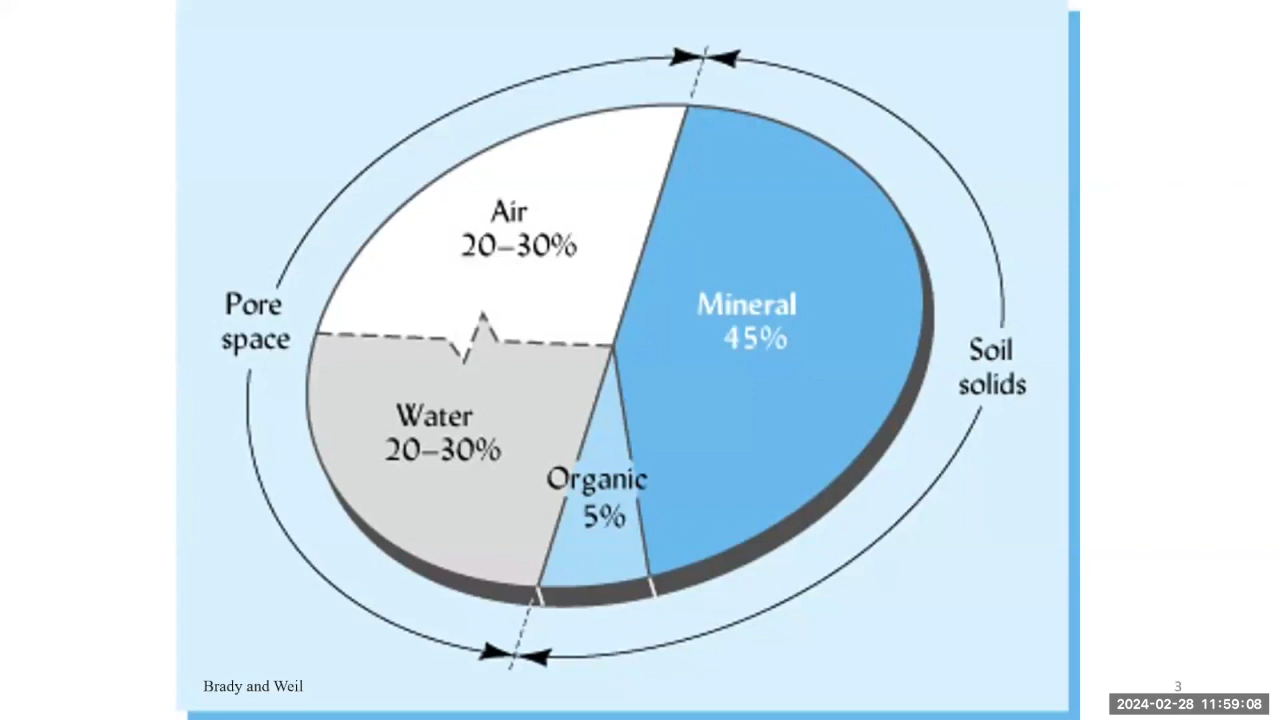 Air
20–30%
Pore
space
Mineral
45%
Soil
solids
Water
20–30%
Organic
5%
Brady and Weil
3
2024-02-28 11:59:08